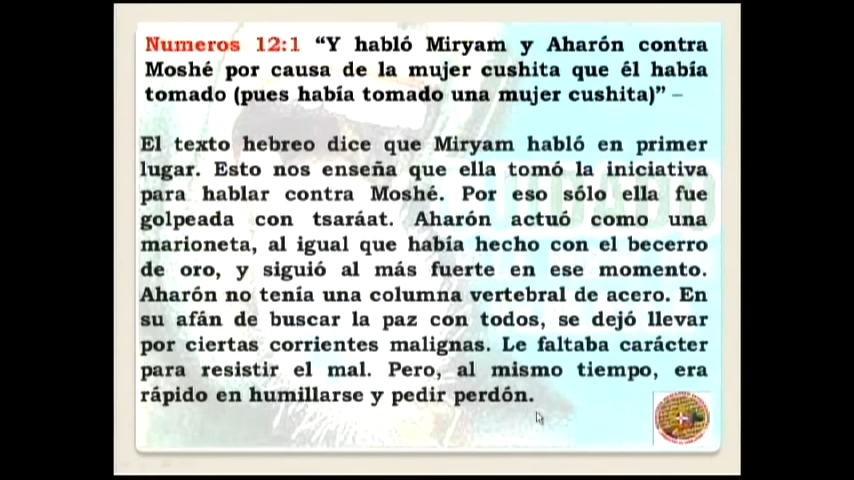 Numeros 12:1 “Y habló Miryam y Aharón contra
Moshé por causa de la mujer cushita que él había
tomado (pues había tomado una mujer cushita)” –
El texto hebreo dice que Miryam habló en primer
lugar. Esto nos enseña que ella tomó la iniciativa
para hablar contra Moshé. Por eso sólo ella fue
golpeada con tsaráat. Aharón actuó como una
marioneta, al igual que había hecho con el becerro
de oro, y siguió al más fuerte en ese momento.
Aharón no tenía una columna vertebral de acero. En
su afán de buscar la paz con todos, se dejó llevar
por ciertas corrientes malignas. Le faltaba carácter
para resistir el mal. Pero, al mismo tiempo, era
rápido en humillarse y pedir perdón.